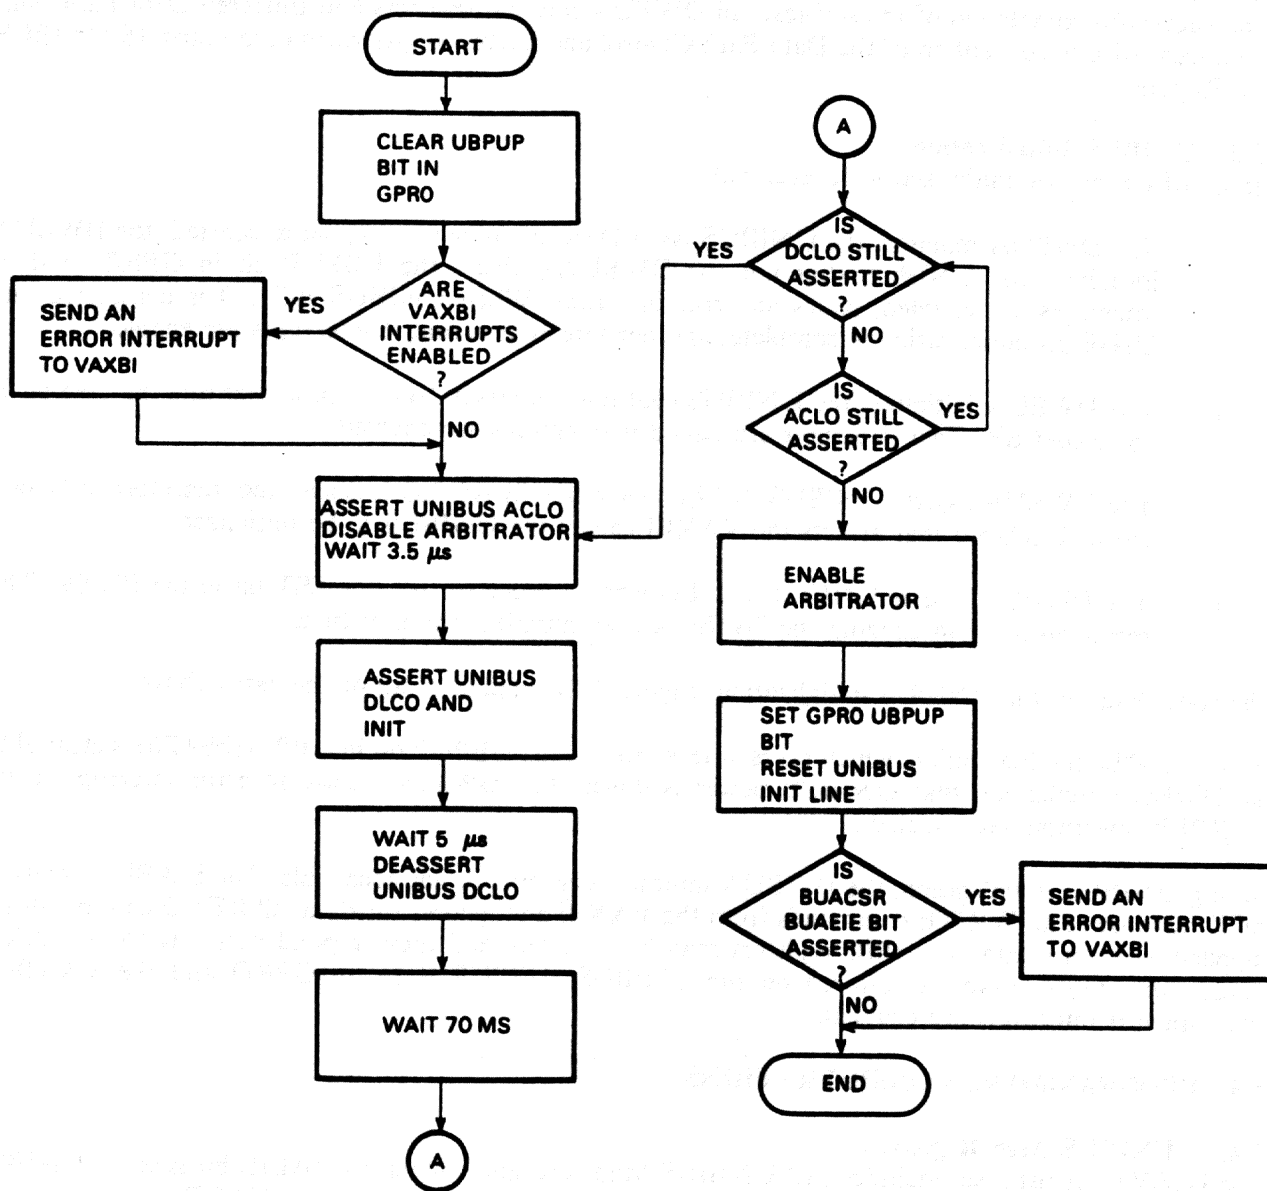 START
CLEAR UBPUP
BIT IN
GPRO
ARE
VAXBI
INTERRUPTS
ENABLED
?
YES
SEND AN
ERROR INTERRUPT
TO VAXBI
NO
ASSERT UNIBUS ACLO
DISABLE ARBITRATOR
WAIT 3.5 μs
ASSERT UNIBUS
DLCO AND
INIT
WAIT 5 μs
DEASSERT
UNIBUS DCLO
WAIT 70 MS
A
A
IS
DCLO STILL
ASSERTED
?
YES
NO
IS
ACLO STILL
ASSERTED
?
YES
NO
ENABLE
ARBITRATOR
SET GPRO UBPUP
BIT
RESET UNIBUS
INIT LINE
IS
BUACSR
BUAEIE BIT
ASSERTED
?
YES
SEND AN
ERROR INTERRUPT
TO VAXBI
NO
END